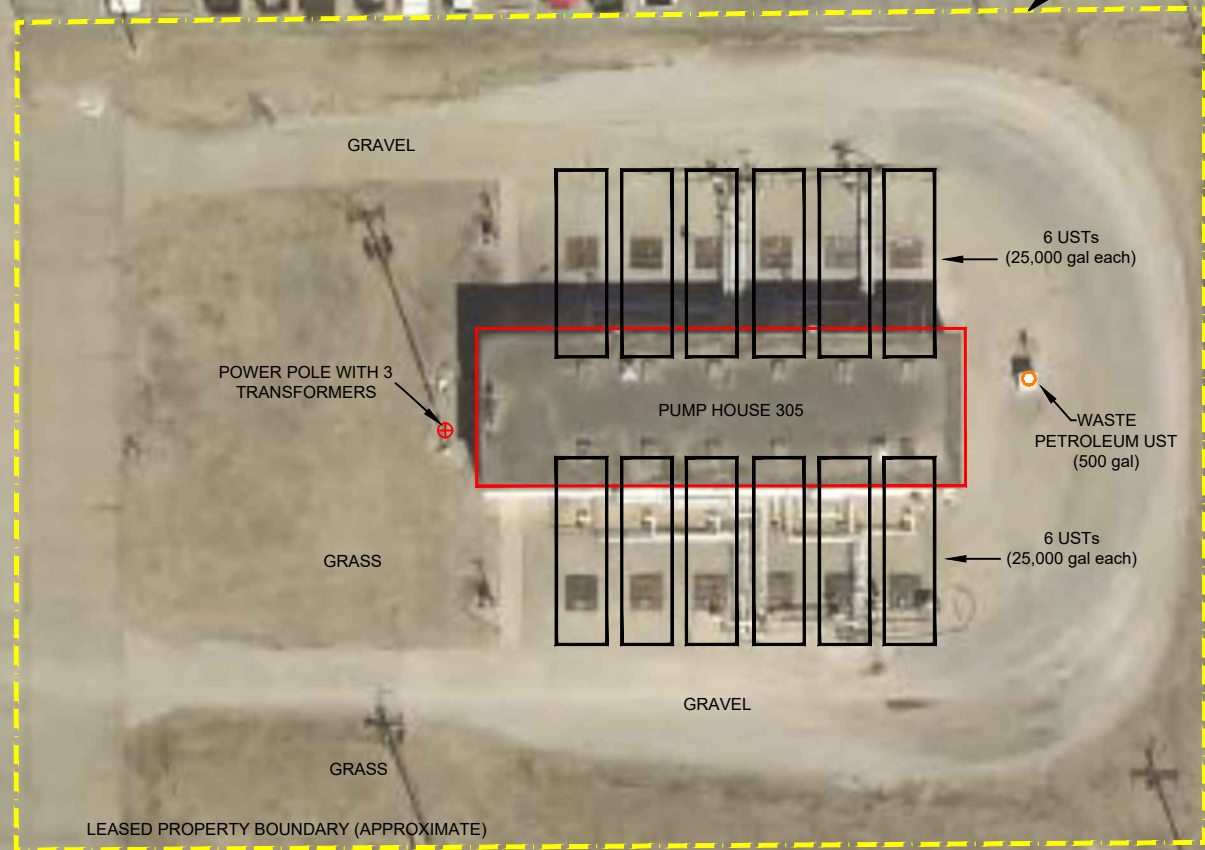 GRAVEL
6 USTs
(25,000 gal each)
POWER POLE WITH 3
TRANSFORMERS
PUMP HOUSE 305
WASTE
PETROLEUM UST
(500 gal)
6 USTs
(25,000 gal each)
GRASS
GRAVEL
GRASS
LEASED PROPERTY BOUNDARY (APPROXIMATE)